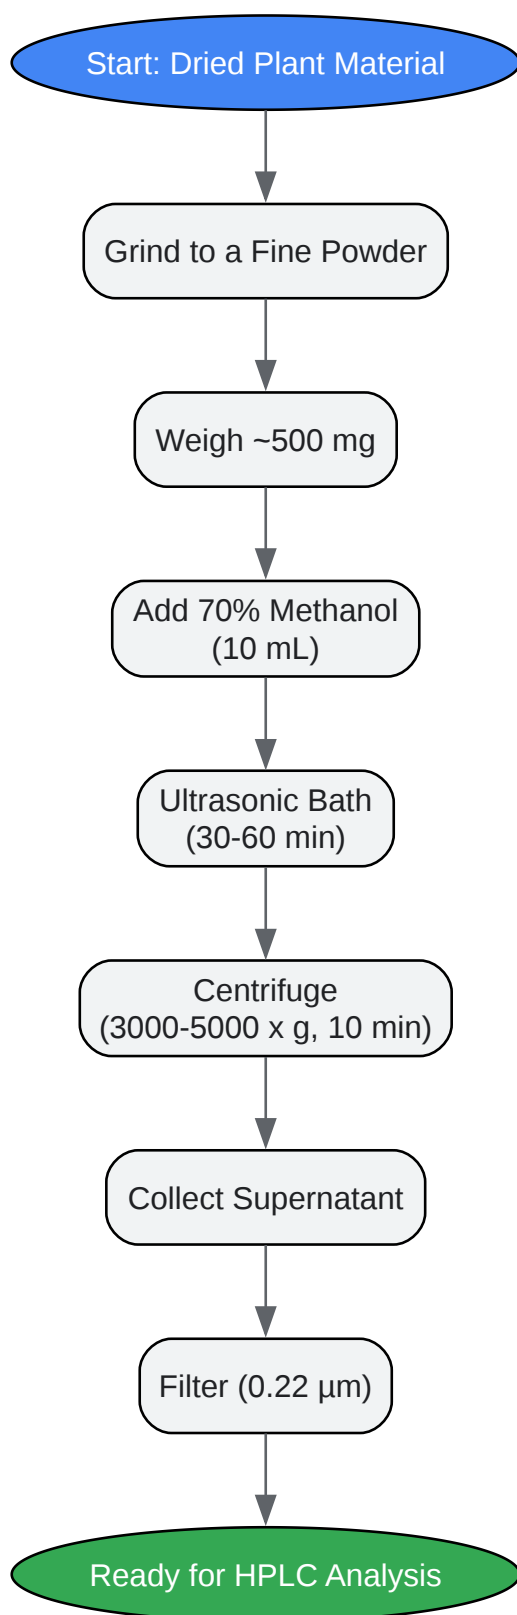 Start: Dried Plant Material
Grind to a Fine Powder
Weigh ~500 mg
Add 70% Methanol
(10 mL)
Ultrasonic Bath
(30-60 min)
Centrifuge
(3000-5000 x g, 10 min)
Collect Supernatant
Filter (0.22 µm)
Ready for HPLC Analysis